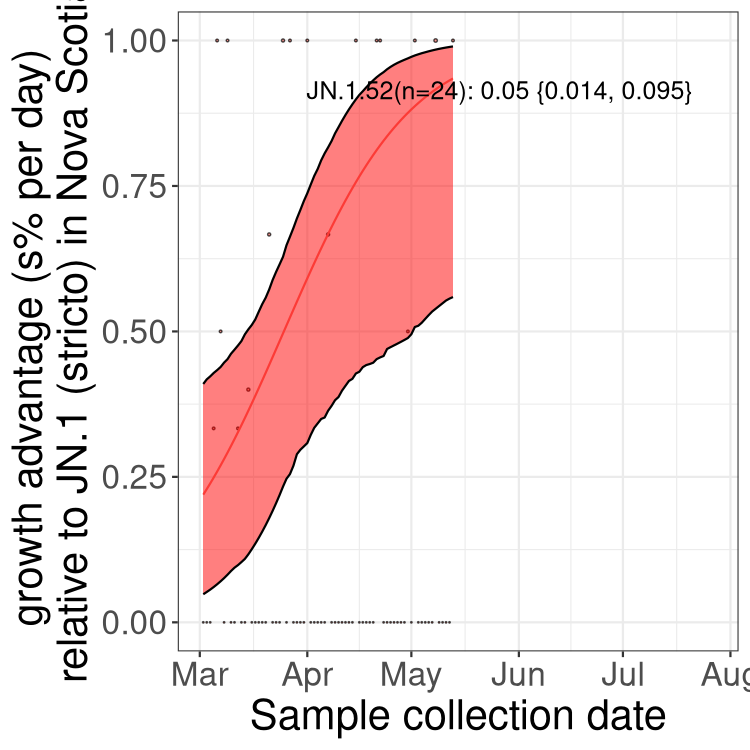 growth advantage (s% per day)
relative to JN.1 (stricto) in Nova Scotia
1.00
0.75
0.50
0.25
0.00
JN.1.52(n=24): 0.05 {0.014, 0.095}
Mar Apr May Jun Jul Aug
Sample collection date